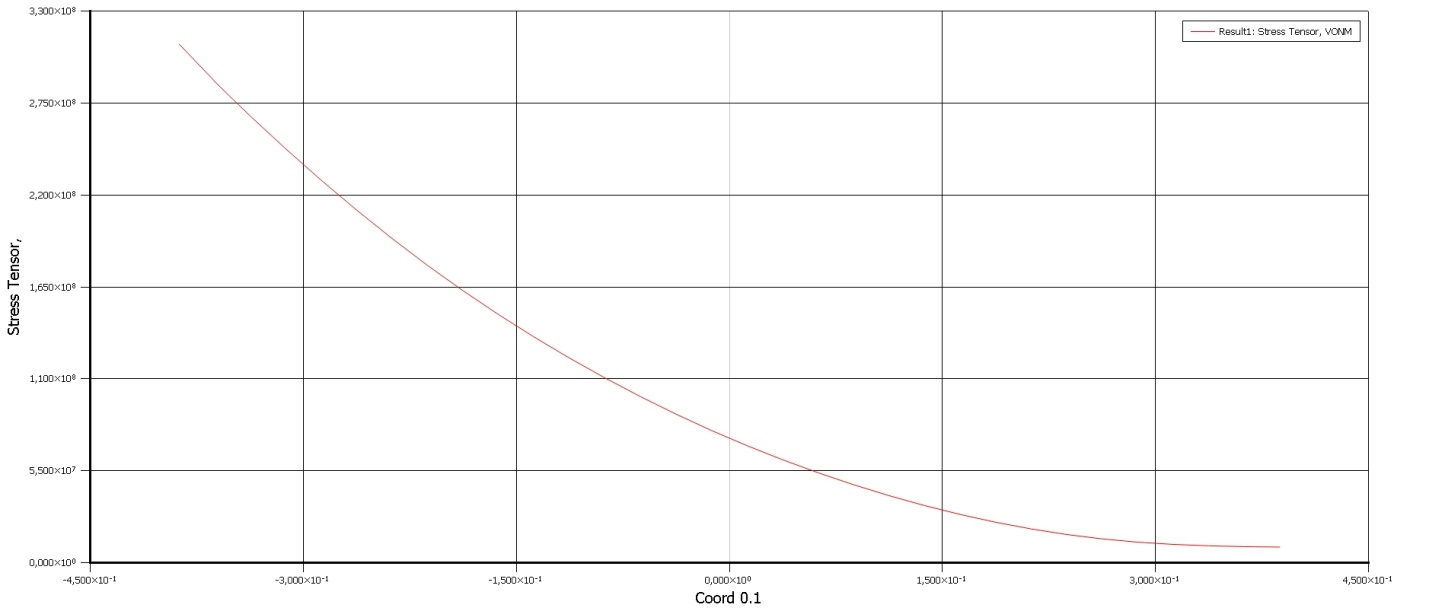 3,300×10⁸
Result1: Stress Tensor, VONM
2,750×10⁸
2,200×10⁸
Stress Tensor,
1,650×10⁸
1,100×10⁸
5,500×10⁷
0,000×10⁰
-4,500×10⁻¹ -3,000×10⁻¹ -1,500×10⁻¹ 0,000×10⁰ 1,500×10⁻¹ 3,000×10⁻¹ 4,500×10⁻¹
Coord 0.1